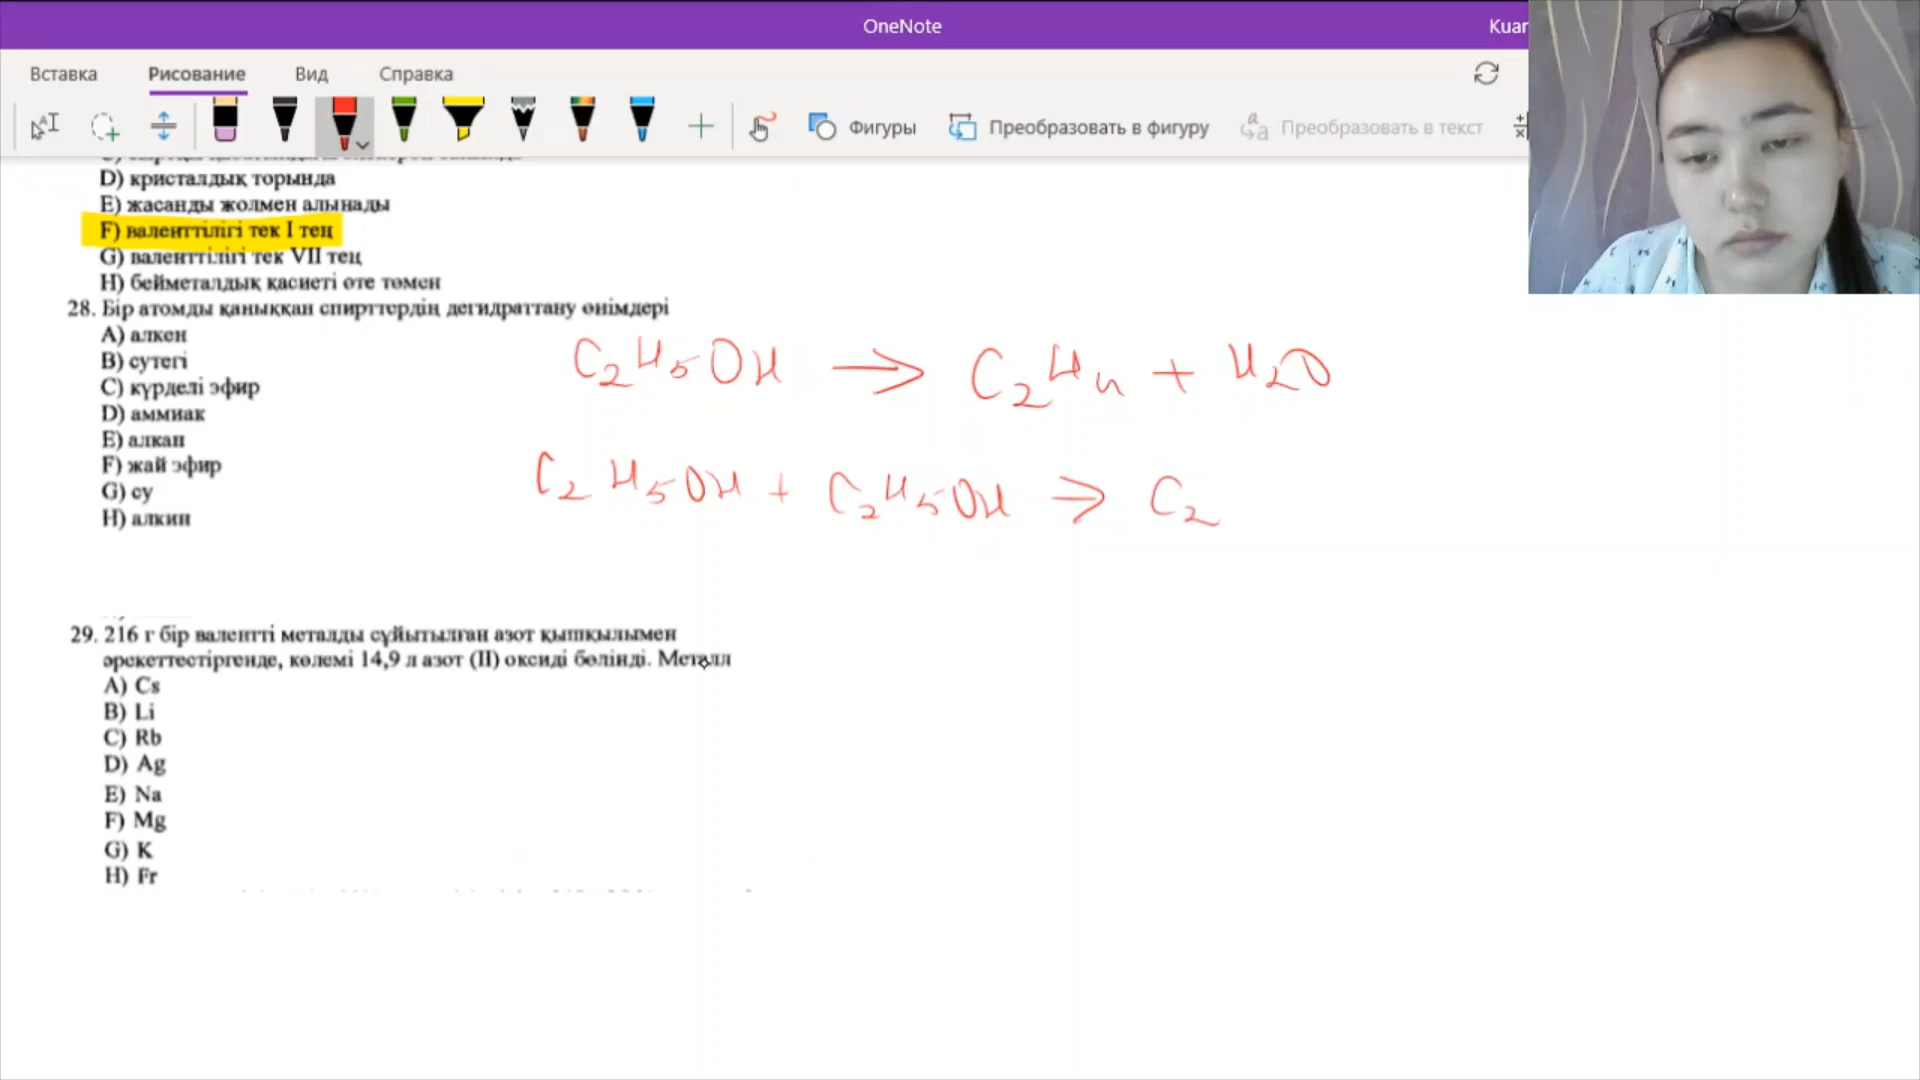 OneNote
Kuan
Вставка
Рисование
Вид
Справка
Фигуры
Преобразовать в фигуру
Преобразовать в текст
D) кристалдық торында
E) жасанды жолмен алынады
F) валенттілігі тек I тең
G) валенттілігі тек VII тең
H) бейметалдық қасиеті өте төмен
28. Бір атомды қаныққан спирттердің дегидраттану өнімдері
A) алкен
B) сутегі
C) күрделі эфир
D) аммиак
E) алкан
F) жай эфир
G) су
H) алкин
C₂H₅OH → C₂H₄ + H₂O
C₂H₅OH + C₂H₅OH → C₂
29. 216 г бір валентті металды сұйытылған азот қышқылымен
әрекеттестіргенде, көлемі 14,9 л азот (II) оксиді бөлінді. Металл
A) Cs
B) Li
C) Rb
D) Ag
E) Na
F) Mg
G) K
H) Fr